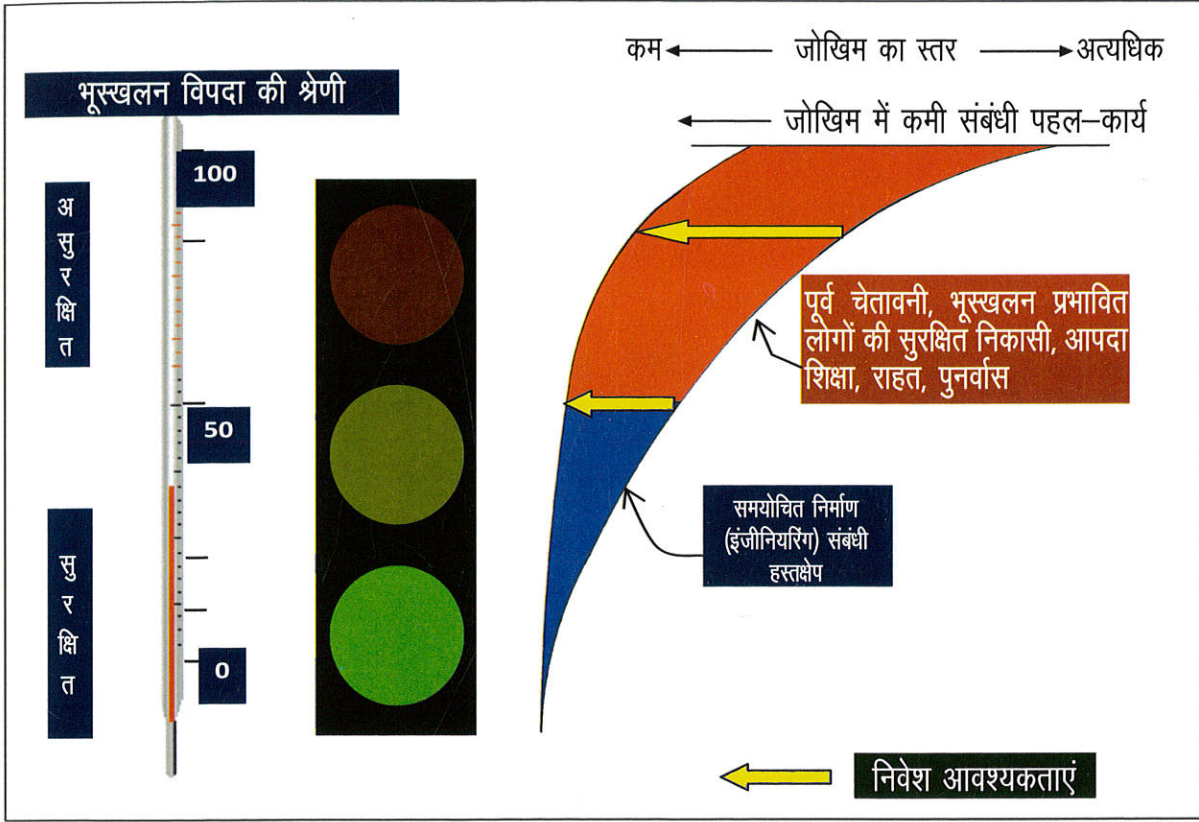 कम जोखिम का स्तर अत्यधिक
जोखिम में कमी संबंधी पहल–कार्य
भूस्खलन विपदा की श्रेणी
100
असुरक्षित
50
सुरक्षित
0
पूर्व चेतावनी, भूस्खलन प्रभावित
लोगों की सुरक्षित निकासी, आपदा
शिक्षा, राहत, पुनर्वास
समयोचित निर्माण
(इंजीनियरिंग) संबंधी
हस्तक्षेप
निवेश आवश्यकताएं